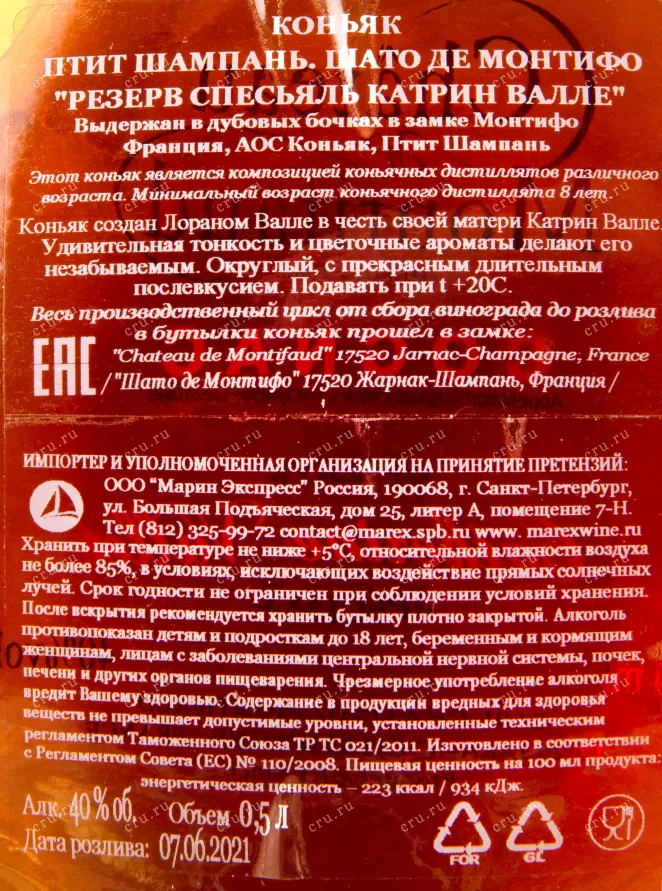 КОНЬЯК
ПТИТ ШАМПАНЬ. ШАТО ДЕ МОНТИФО
"РЕЗЕРВ СПЕСЬЯЛЬ КАТРИН ВАЛЛЕ"
Выдержан в дубовых бочках в замке Монтифо
Франция, АОС Коньяк, Птит Шампань
Этот коньяк является композицией коньячных дистиллятов различного
возраста. Минимальный возраст коньячного дистиллята 8 лет.
Коньяк создан Лораном Валле в честь своей матери Катрин Валле.
Удивительная тонкость и цветочные ароматы делают его
незабываемым. Округлый, с прекрасным длительным
послевкусием. Подавать при t +20С.
Весь производственный цикл от сбора винограда до розлива
в бутылки коньяк прошел в замке:
"Chateau de Montifaud" 17520 Jarnac-Champagne, France
EAC /"Шато де Монтифо" 17520 Жарнак-Шампань, Франция /
ИМПОРТЕР И УПОЛНОМОЧЕННАЯ ОРГАНИЗАЦИЯ НА ПРИНЯТИЕ ПРЕТЕНЗИЙ:
ООО "Марин Экспресс" Россия, 190068, г. Санкт-Петербург,
ул. Большая Подъяческая, дом 25, литер А, помещение 7-Н.
Тел (812) 325-99-72 contact@marex.spb.ru www. marexwine.ru
Хранить при температуре не ниже +5°С, относительной влажности воздуха
не более 85%, в условиях, исключающих воздействие прямых солнечных
лучей. Срок годности не ограничен при соблюдении условий хранения.
После вскрытия рекомендуется хранить бутылку плотно закрытой. Алкоголь
противопоказан детям и подросткам до 18 лет, беременным и кормящим
женщинам, лицам с заболеваниями центральной нервной системы, почек,
печени и других органов пищеварения. Чрезмерное употребление алкоголя
вредит Вашему здоровью. Содержание в продукции вредных для здоровья
веществ не превышает допустимые уровни, установленные техническим
регламентом Таможенного Союза ТР ТС 021/2011. Изготовлено в соответствии
с Регламентом Совета (ЕС) № 110/2008. Пищевая ценность на 100 мл продукта:
энергетическая ценность – 223 ккал / 934 кДж.
Алк. 40% об. Объем 0,5 л
Дата розлива: 07.06.2021
FOR GL
cru.ru